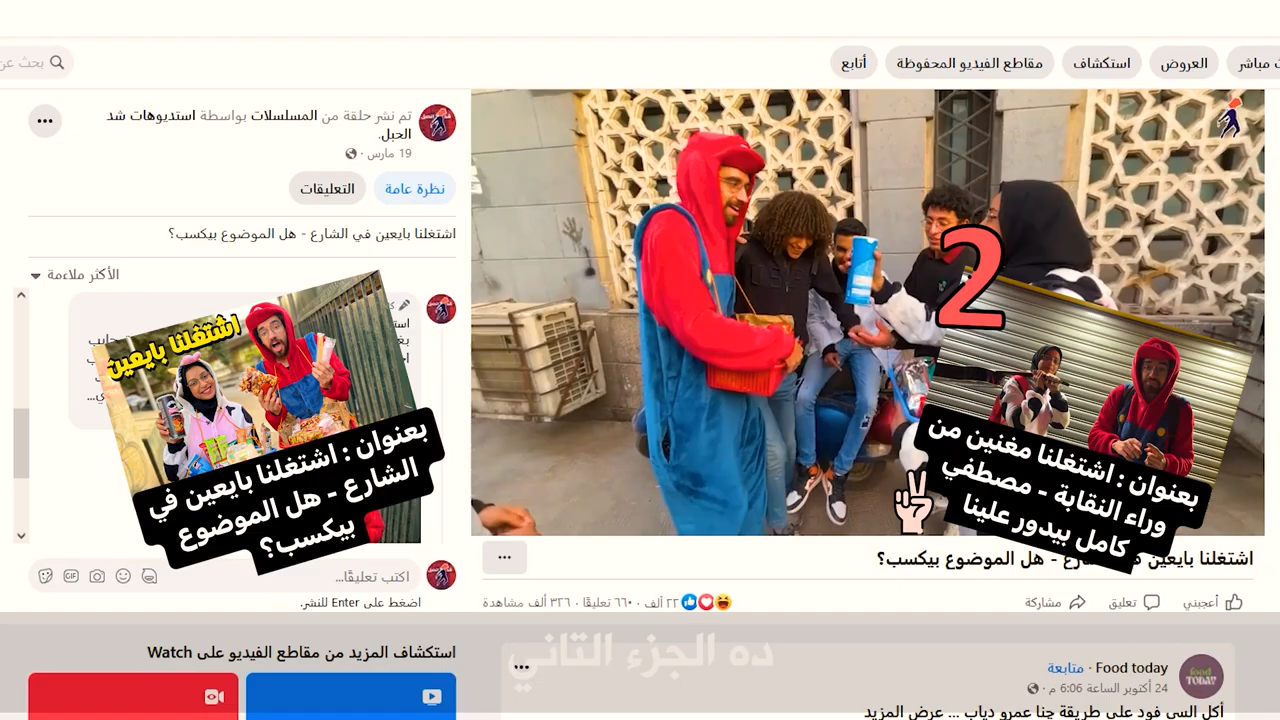 بحث عن
أتابع
مقاطع الفيديو المحفوظة
استكشاف
العروض
مباشر
تم نشر حلقة من المسلسلات بواسطة استديوهات شد
الحبل.
19 مارس
نظرة عامة
التعليقات
اشتغلنا بايعين في الشارع - هل الموضوع بيكسب؟
الأكثر ملاءمة
اشتغلنا بايعين
بعنوان : اشتغلنا بايعين في
الشارع - هل الموضوع
بيكسب؟
اكتب تعليقًا...
GIF
اضغط على Enter للنشر.
2
بعنوان : اشتغلنا مغنين من
وراء النقابة - مصطفي
كامل بيدور علينا
اشتغلنا بايعين في الشارع - هل الموضوع بيكسب؟
أعجبني
تعليق
مشاركة
٢٢ ألف · ٦٦٠ تعليقًا · ٣٢٦ ألف مشاهدة
ده الجزء التاني
استكشاف المزيد من مقاطع الفيديو على Watch
food
TODAY
Food today · متابعة
24 أكتوبر الساعة 6:06 م
أكل السي فود على طريقة جنا عمرو دياب ... عرض المزيد